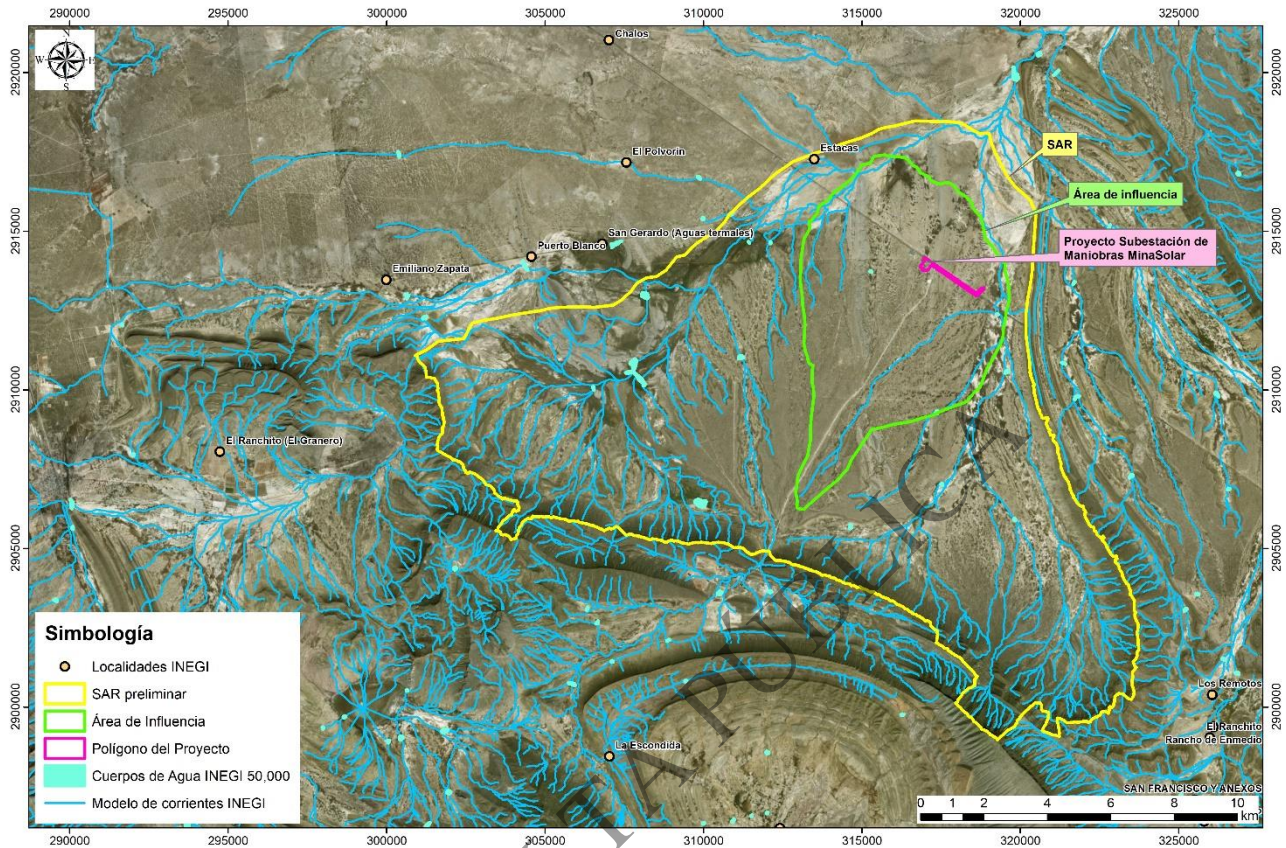 290000 295000 300000 305000 310000 315000 320000 325000
N
W E
S
2920000 2920000
2915000 2915000
2910000 2910000
2905000 2905000
2900000 2900000
Chalos
El Polvorín
Estacas
SAR
Área de influencia
San Gerardo (Aguas termales)
Puerto Blanco
Proyecto Subestación de
Maniobras MinaSolar
Emiliano Zapata
El Ranchito (El Granero)
Los Remotos
El Ranchito
Rancho de Enmedio
La Escondida
SAN FRANCISCO Y ANEXOS
Simbología
Localidades INEGI
SAR preliminar
Área de Influencia
Polígono del Proyecto
Cuerpos de Agua INEGI 50,000
Modelo de corrientes INEGI
0 1 2 4 6 8 10
km
290000 295000 300000 305000 310000 315000 320000 325000
PUBLICA